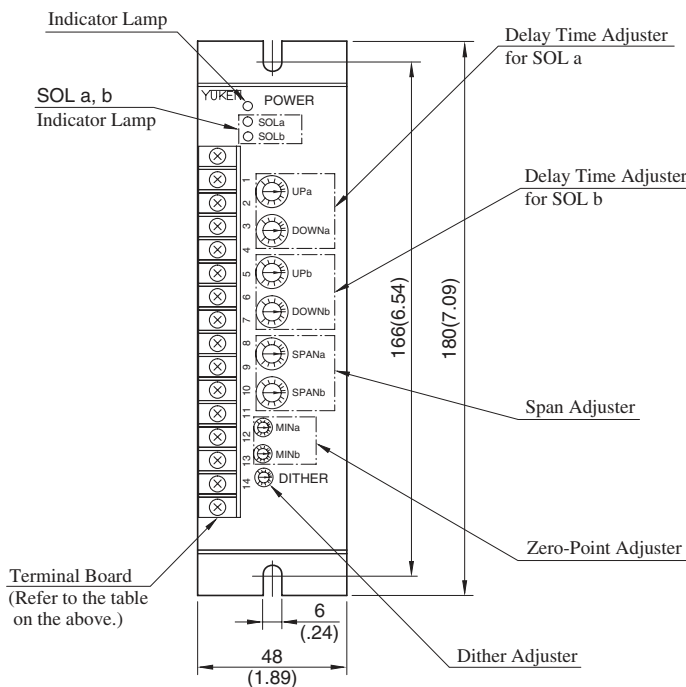 Indicator Lamp
Delay Time Adjuster
for SOL a
SOL a, b
Indicator Lamp
YUKEN
POWER
SOLa
SOLb
Delay Time Adjuster
for SOL b
1
2
3
4
5
6
7
8
9
10
11
12
13
14
UPa
DOWNa
UPb
DOWNb
SPANa
SPANb
MINa
MINb
DITHER
166(6.54)
180(7.09)
Span Adjuster
Zero-Point Adjuster
Terminal Board
(Refer to the table
on the above.)
6
(.24)
48
(1.89)
Dither Adjuster